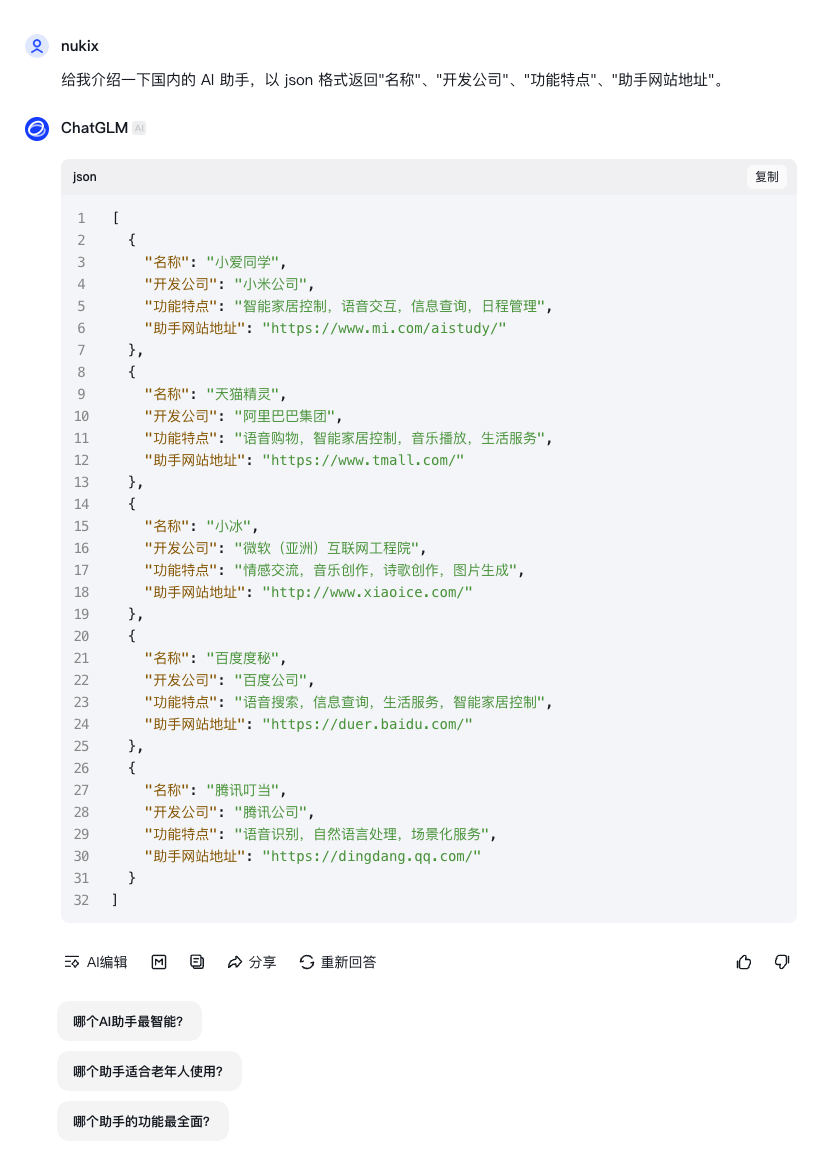 nukix
给我介绍一下国内的 AI 助手，以 json 格式返回"名称"、"开发公司"、"功能特点"、"助手网站地址"。
ChatGLM AI
json 复制
1 [
2 {
3 "名称": "小爱同学",
4 "开发公司": "小米公司",
5 "功能特点": "智能家居控制，语音交互，信息查询，日程管理",
6 "助手网站地址": "https://www.mi.com/aistudy/"
7 },
8 {
9 "名称": "天猫精灵",
10 "开发公司": "阿里巴巴集团",
11 "功能特点": "语音购物，智能家居控制，音乐播放，生活服务",
12 "助手网站地址": "https://www.tmall.com/"
13 },
14 {
15 "名称": "小冰",
16 "开发公司": "微软（亚洲）互联网工程院",
17 "功能特点": "情感交流，音乐创作，诗歌创作，图片生成",
18 "助手网站地址": "http://www.xiaoice.com/"
19 },
20 {
21 "名称": "百度度秘",
22 "开发公司": "百度公司",
23 "功能特点": "语音搜索，信息查询，生活服务，智能家居控制",
24 "助手网站地址": "https://duer.baidu.com/"
25 },
26 {
27 "名称": "腾讯叮当",
28 "开发公司": "腾讯公司",
29 "功能特点": "语音识别，自然语言处理，场景化服务",
30 "助手网站地址": "https://dingdang.qq.com/"
31 }
32 ]
AI编辑 分享 重新回答
哪个AI助手最智能?
哪个助手适合老年人使用?
哪个助手的功能最全面?